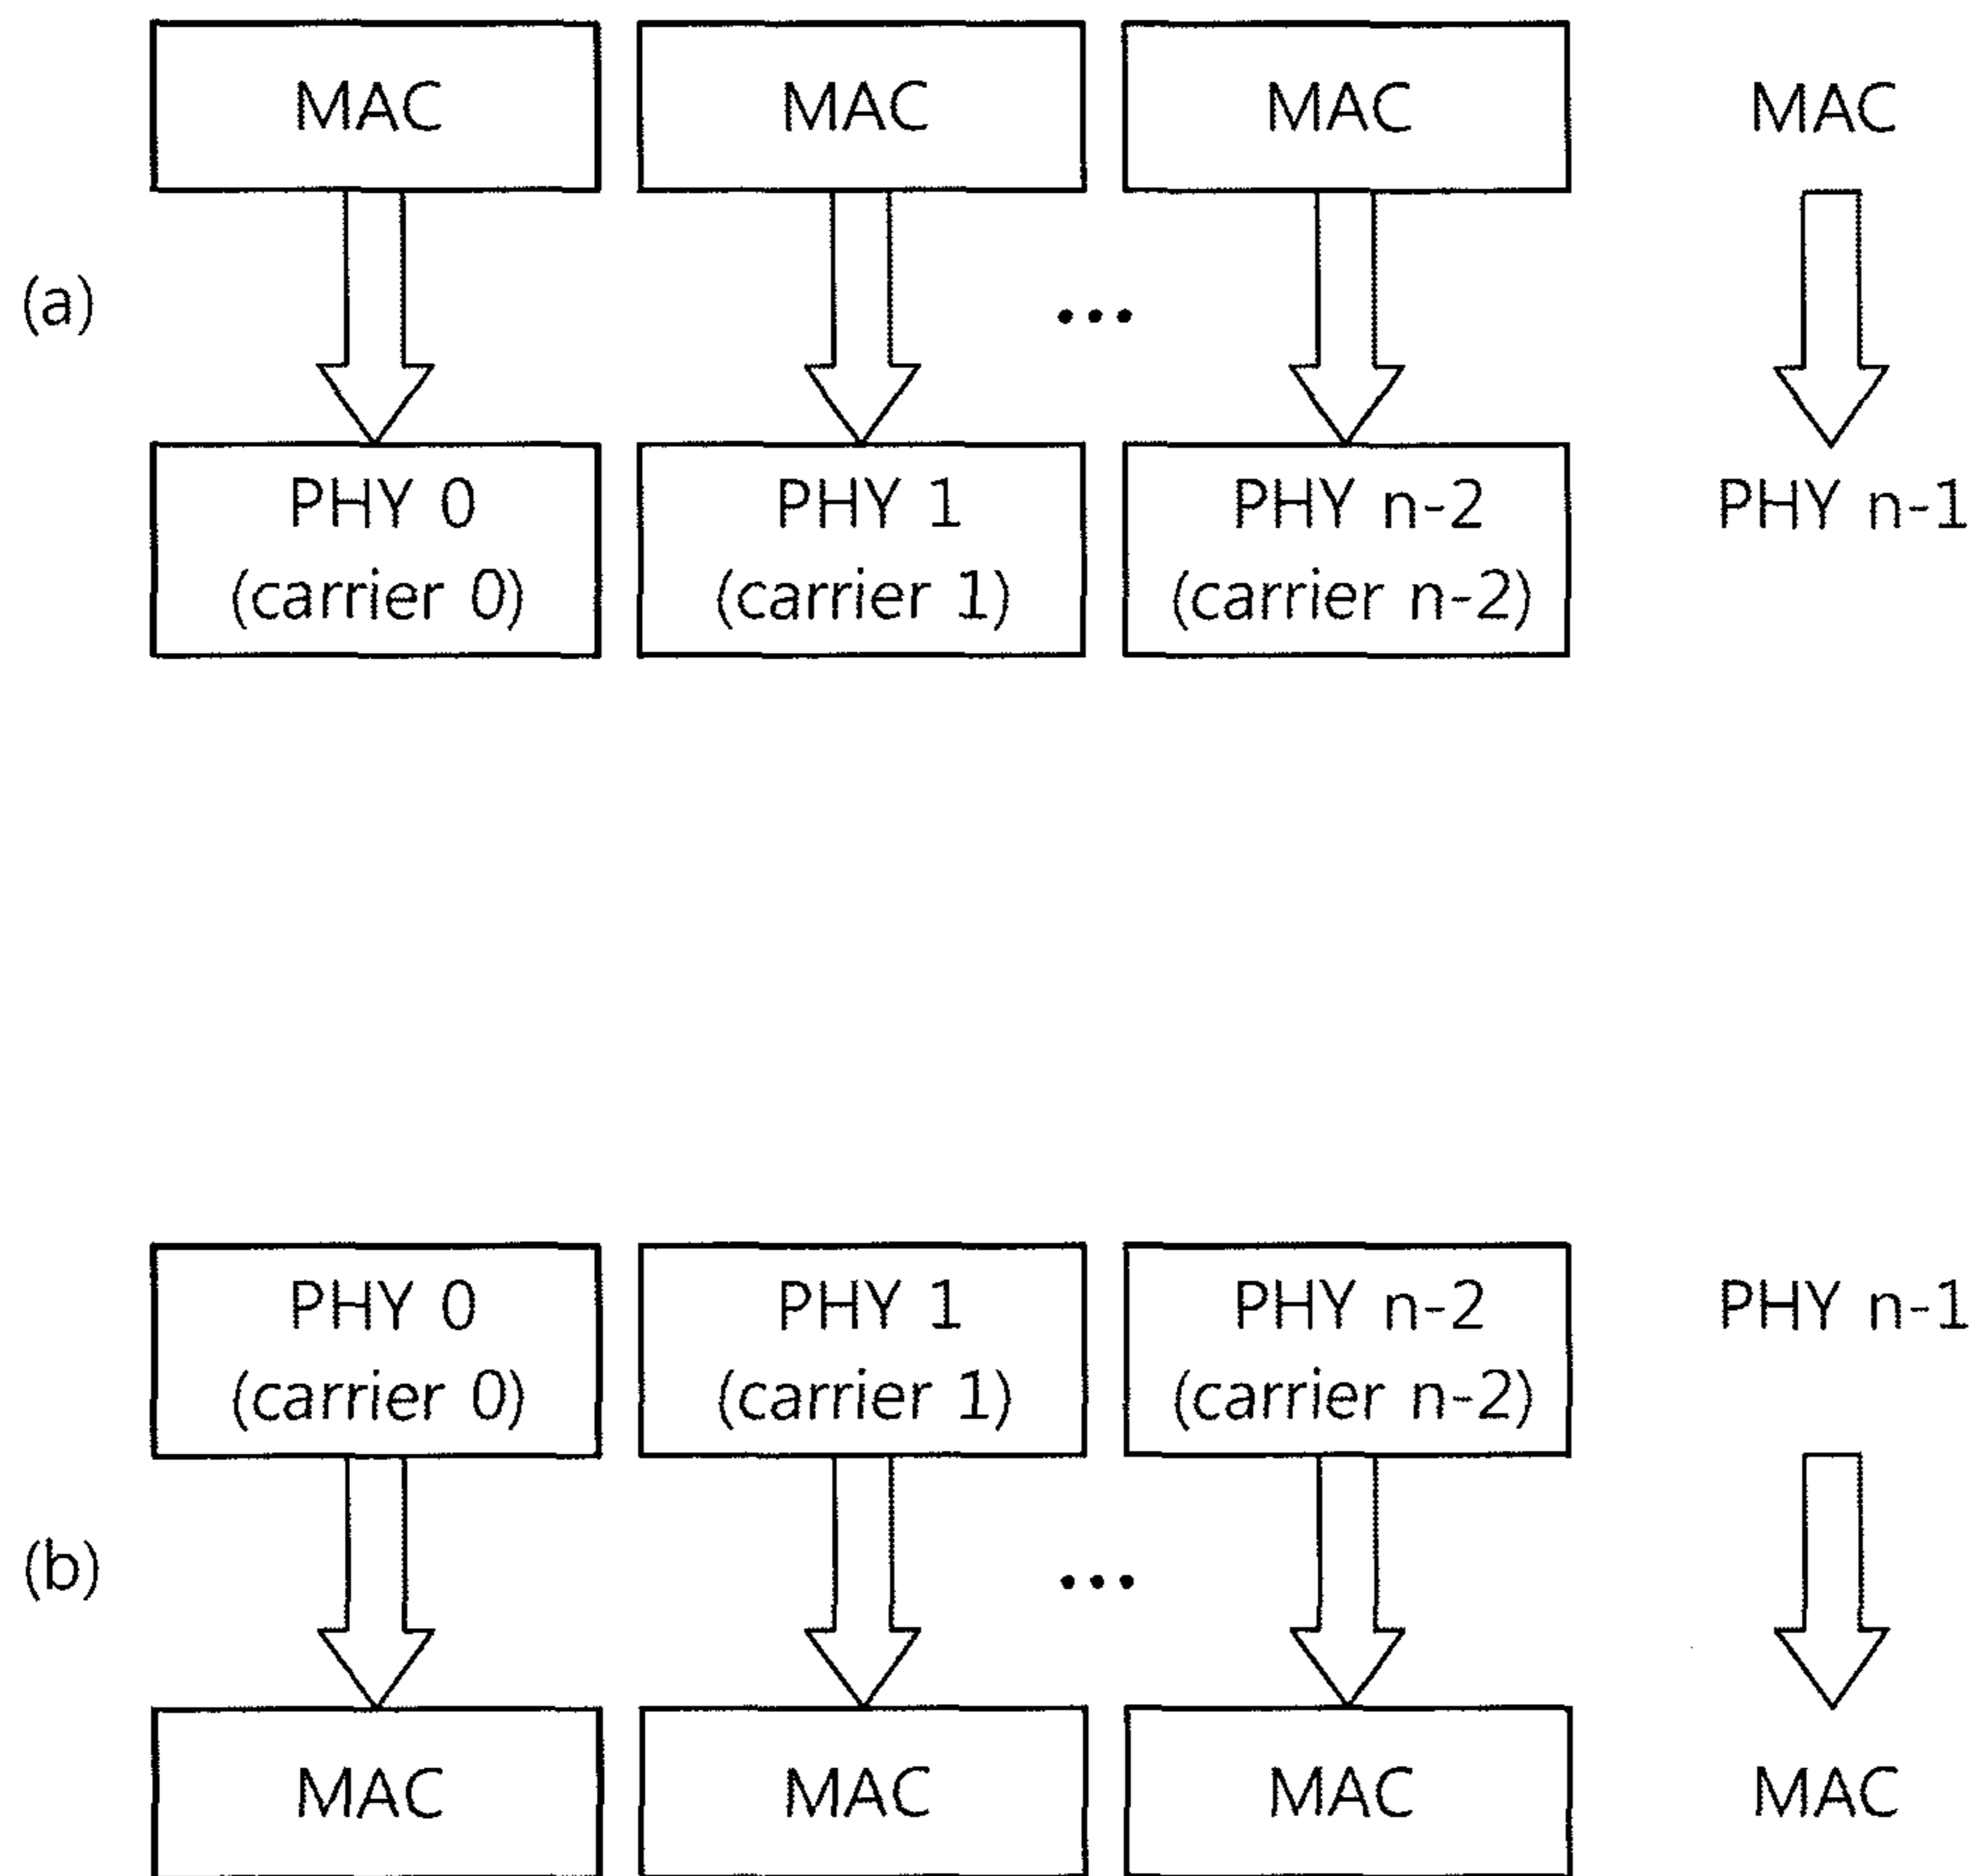 MAC MAC MAC MAC
(a)
...
PHY 0 PHY 1 PHY n-2 PHY n-1
(carrier 0) (carrier 1) (carrier n-2)
PHY 0 PHY 1 PHY n-2 PHY n-1
(carrier 0) (carrier 1) (carrier n-2)
(b)
...
MAC MAC MAC MAC